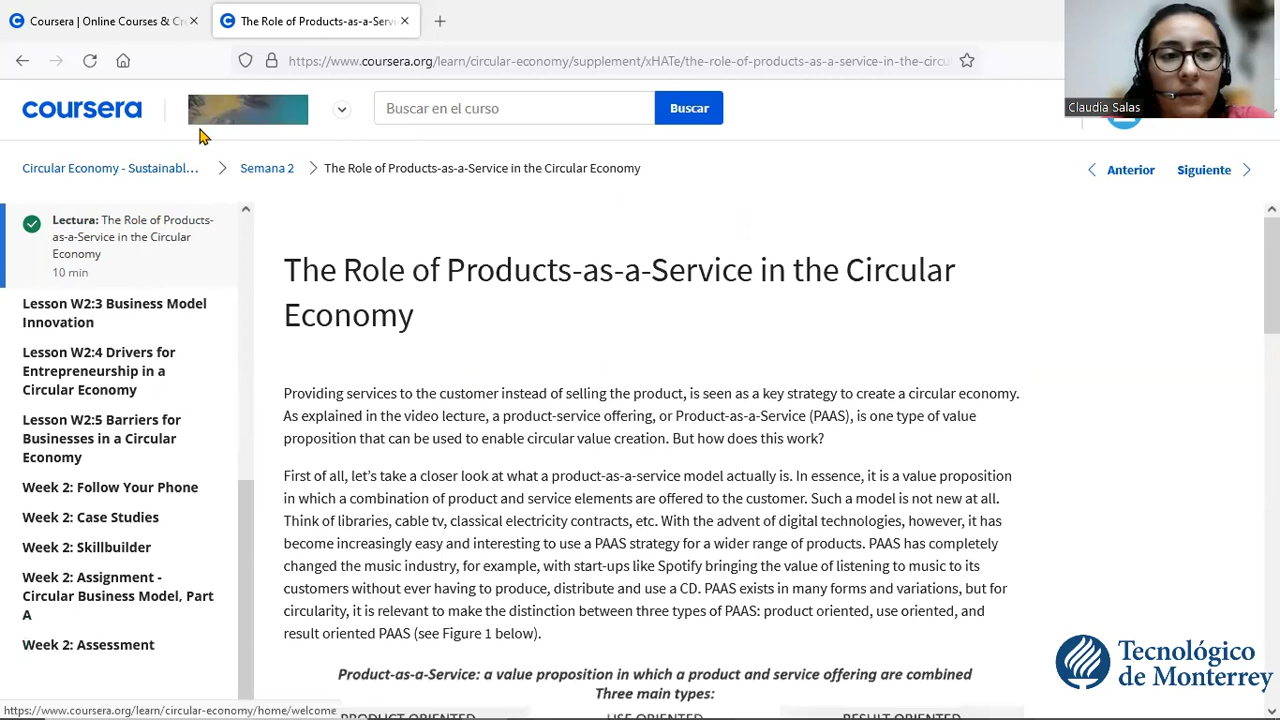 Coursera | Online Courses & Cr
The Role of Products-as-a-Serv
https://www.coursera.org/learn/circular-economy/supplement/xHATe/the-role-of-products-as-a-service-in-the-circu
Claudia Salas
coursera
Buscar en el curso
Buscar
Circular Economy - Sustainabl...
Semana 2
The Role of Products-as-a-Service in the Circular Economy
Anterior
Siguiente
Lectura: The Role of Products-
as-a-Service in the Circular
Economy
10 min
Lesson W2:3 Business Model
Innovation
Lesson W2:4 Drivers for
Entrepreneurship in a
Circular Economy
Lesson W2:5 Barriers for
Businesses in a Circular
Economy
Week 2: Follow Your Phone
Week 2: Case Studies
Week 2: Skillbuilder
Week 2: Assignment -
Circular Business Model, Part
A
Week 2: Assessment
The Role of Products-as-a-Service in the Circular
Economy
Providing services to the customer instead of selling the product, is seen as a key strategy to create a circular economy.
As explained in the video lecture, a product-service offering, or Product-as-a-Service (PAAS), is one type of value
proposition that can be used to enable circular value creation. But how does this work?
First of all, let's take a closer look at what a product-as-a-service model actually is. In essence, it is a value proposition
in which a combination of product and service elements are offered to the customer. Such a model is not new at all.
Think of libraries, cable tv, classical electricity contracts, etc. With the advent of digital technologies, however, it has
become increasingly easy and interesting to use a PAAS strategy for a wider range of products. PAAS has completely
changed the music industry, for example, with start-ups like Spotify bringing the value of listening to music to its
customers without ever having to produce, distribute and use a CD. PAAS exists in many forms and variations, but for
circularity, it is relevant to make the distinction between three types of PAAS: product oriented, use oriented, and
result oriented PAAS (see Figure 1 below).
Product-as-a-Service: a value proposition in which a product and service offering are combined
Three main types:
PRODUCT ORIENTED
USE ORIENTED
RESULT ORIENTED
https://www.coursera.org/learn/circular-economy/home/welcome
Tecnológico
de Monterrey